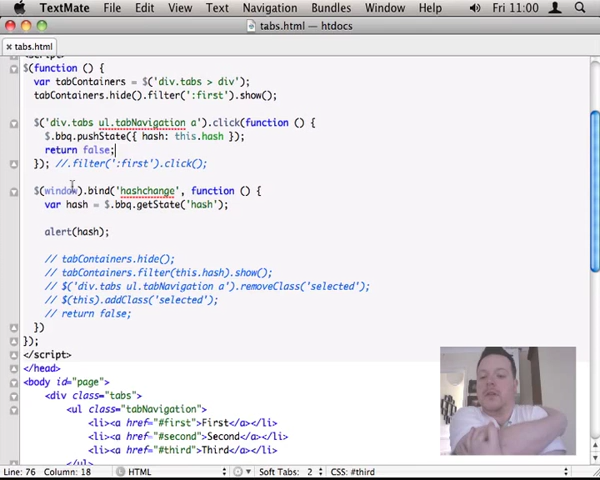 TextMate File Edit View Text Navigation Bundles Window Help Fri 11:00
tabs.html — htdocs
tabs.html
<script>
$(function () {
var tabContainers = $('div.tabs > div');
tabContainers.hide().filter(':first').show();
$('div.tabs ul.tabNavigation a').click(function () {
$.bbq.pushState({ hash: this.hash });
return false;
}); //.filter(':first').click();
$(window).bind('hashchange', function () {
var hash = $.bbq.getState('hash');
alert(hash);
// tabContainers.hide();
// tabContainers.filter(this.hash).show();
// $('div.tabs ul.tabNavigation a').removeClass('selected');
// $(this).addClass('selected');
// return false;
})
});
</script>
</head>
<body id="page">
<div class="tabs">
<ul class="tabNavigation">
<li><a href="#first">First</a></li>
<li><a href="#second">Second</a></li>
<li><a href="#third">Third</a></li>
</ul>
Line: 76 Column: 18 HTML Soft Tabs: 2 CSS: #third